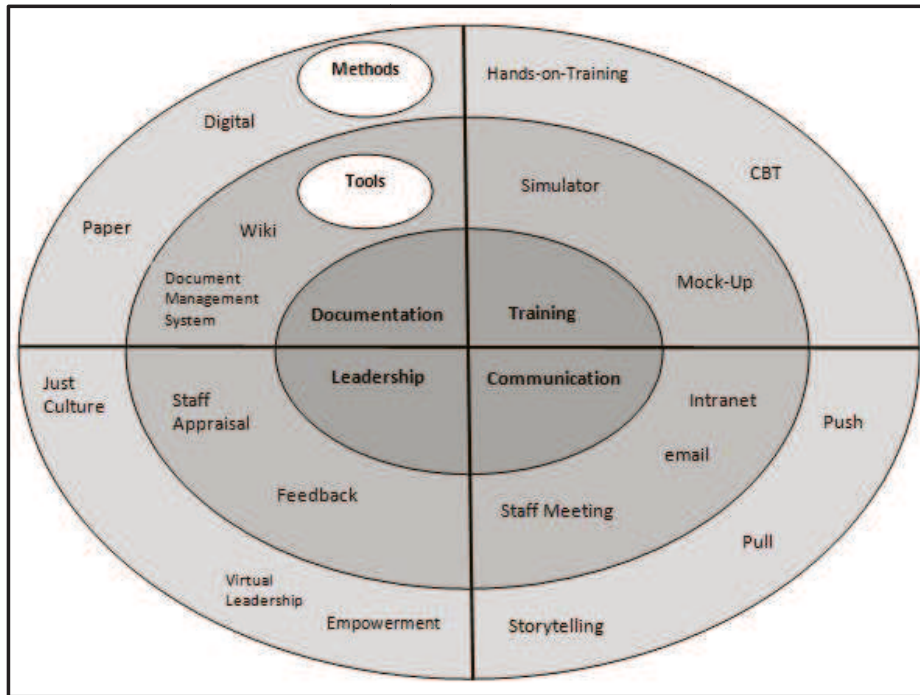 Methods
Hands-on-Training
Digital
CBT
Tools
Simulator
Paper
Wiki
Mock-Up
Document
Management
System
Documentation
Training
Leadership
Communication
Just
Culture
Staff
Appraisal
Intranet
Push
email
Feedback
Staff Meeting
Pull
Virtual
Leadership
Empowerment
Storytelling